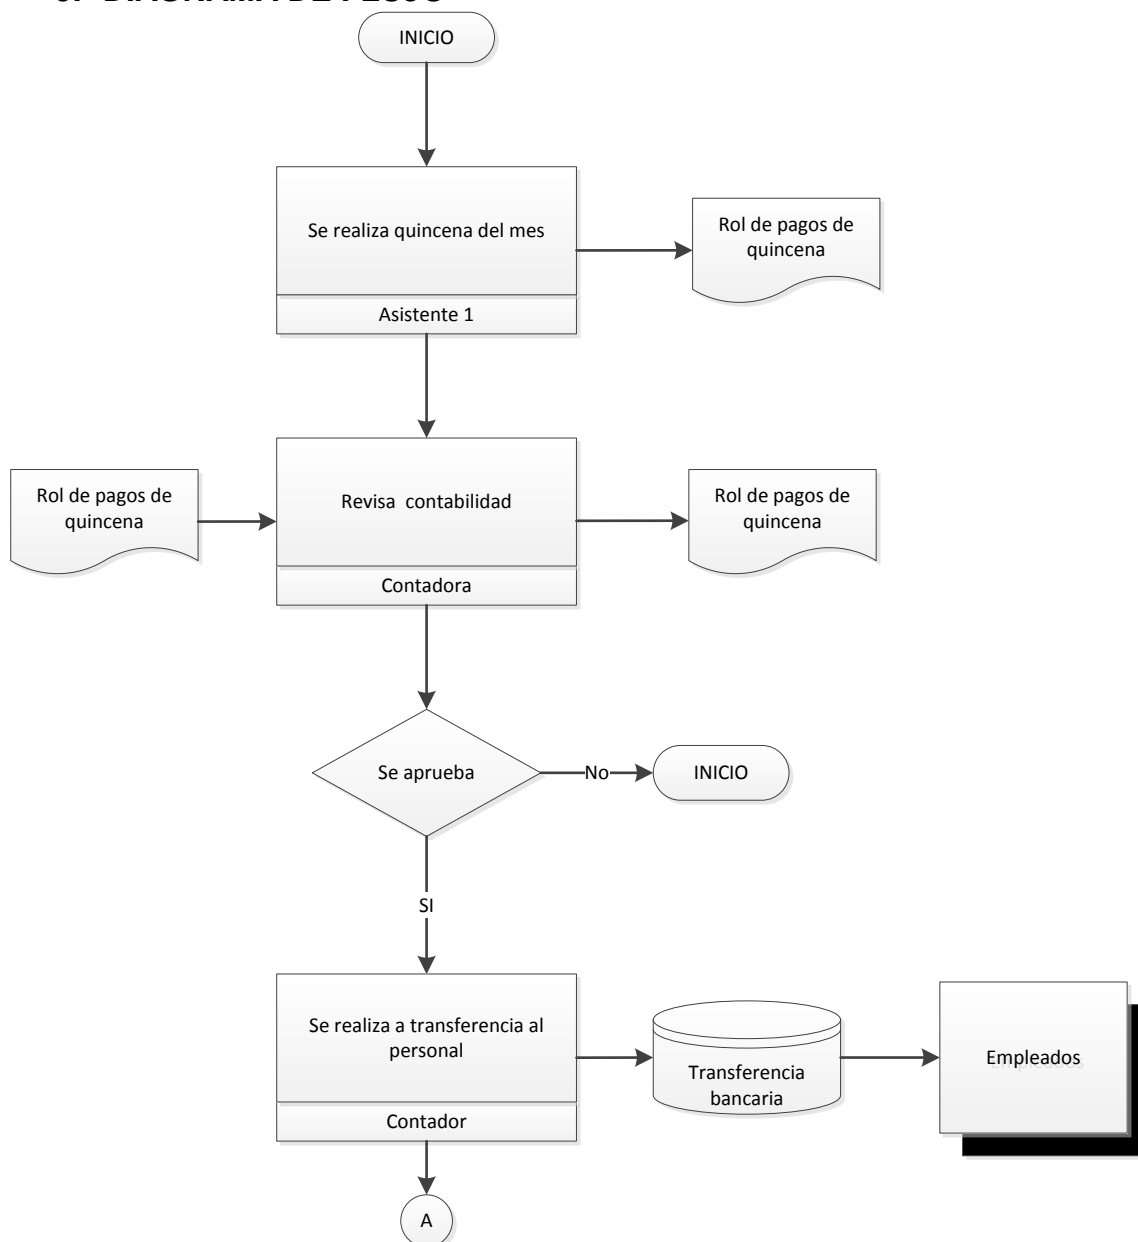 INICIO
Se realiza quincena del mes
Asistente 1
Rol de pagos de
quincena
Rol de pagos de
quincena
Revisa  contabilidad
Contadora
Rol de pagos de
quincena
Se aprueba
No
INICIO
SI
Se realiza a transferencia al
personal
Contador
Transferencia
bancaria
Empleados
A